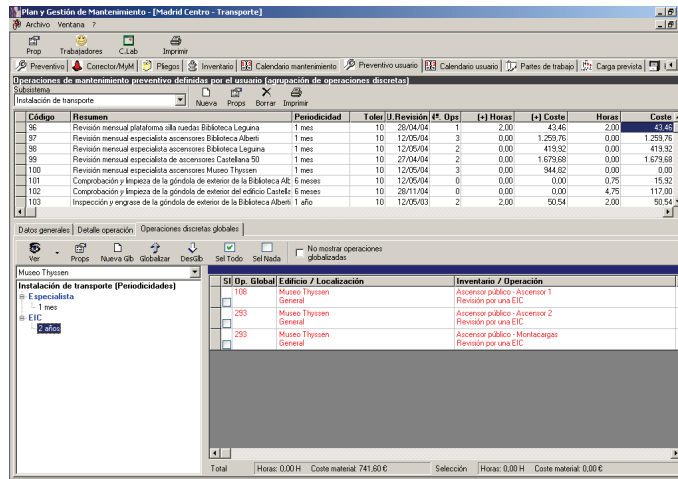 Plan y Gestión de Mantenimiento - [Madrid Centro - Transporte]
Archivo Ventana ?
Prop Trabajadores C.Lab Imprimir
Preventivo Corrector/MyM Pliegos Inventario Calendario mantenimiento Preventivo usuario Calendario usuario Partes de trabajo Carga prevista
Operaciones de mantenimiento preventivo definidas por el usuario (agrupación de operaciones discretas)
Subsistema
Instalación de transporte
Nueva Props Borrar Imprimir
Código Resumen Periodicidad Toler U.Revisión Nº. Ops (+) Horas (+) Coste Horas Coste
96 Revisión mensual plataforma silla ruedas Biblioteca Leguina 1 mes 10 28/04/04 1 2,00 43,46 2,00 43,46
97 Revisión mensual especialista ascensores Biblioteca Alberti 1 mes 10 12/05/04 3 0,00 1.259,76 0,00 1.259,76
98 Revisión mensual especialista ascensores Biblioteca Leguina 1 mes 10 12/05/04 2 0,00 419,92 0,00 419,92
99 Revisión mensual especialista de ascensores Castellana 50 1 mes 10 27/04/04 2 0,00 1.679,68 0,00 1.679,68
100 Revisión mensual especialista ascensores Museo Thyssen 1 mes 10 12/05/04 3 0,00 944,82 0,00 0,00
101 Comprobación y limpieza de la góndola de exterior de la Biblioteca Alb 6 meses 10 12/05/04 0 0,00 0,00 0,75 15,92
102 Comprobación y limpieza de la góndola de exterior del edificio Castella 6 meses 10 28/11/04 0 0,00 0,00 4,75 117,00
103 Inspección y engrase de la góndola de exterior de la Biblioteca Alberti 1 año 10 12/05/03 2 2,00 50,54 2,00 50,54
Datos generales Detalle operación Operaciones discretas globales
Ver Props Nueva Glb Globalizar DesGlb Sel Todo Sel Nada No mostrar operaciones globalizadas
Museo Thyssen
Instalación de transporte (Periodicidades)
Especialista
1 mes
EIC
2 años
Sl Op. Global Edificio / Localización Inventario / Operación
108 Museo Thyssen Ascensor público - Ascensor 1
General Revisión por una EIC
293 Museo Thyssen Ascensor público - Ascensor 2
General Revisión por una EIC
293 Museo Thyssen Ascensor público - Montacargas
General Revisión por una EIC
Total Horas: 0,00 H Coste material: 741,60 € Selección Horas: 0,00 H Coste material: 0,00 €